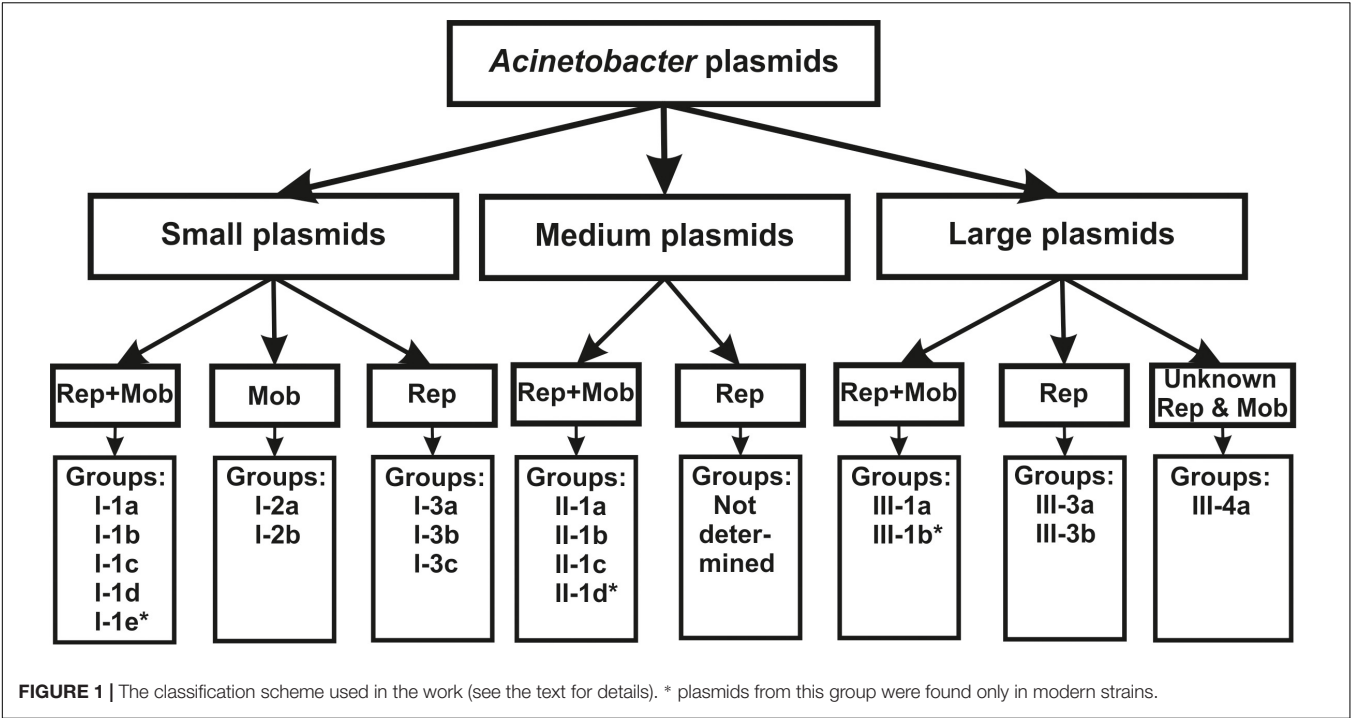 Acinetobacter plasmids
Small plasmids
Medium plasmids
Large plasmids
Rep+Mob
Mob
Rep
Rep+Mob
Rep
Rep+Mob
Rep
Unknown
Rep & Mob
Groups:
I-1a
I-1b
I-1c
I-1d
I-1e*
Groups:
I-2a
I-2b
Groups:
I-3a
I-3b
I-3c
Groups:
II-1a
II-1b
II-1c
II-1d*
Groups:
Not
deter-
mined
Groups:
III-1a
III-1b*
Groups:
III-3a
III-3b
Groups:
III-4a
FIGURE 1 | The classification scheme used in the work (see the text for details). * plasmids from this group were found only in modern strains.